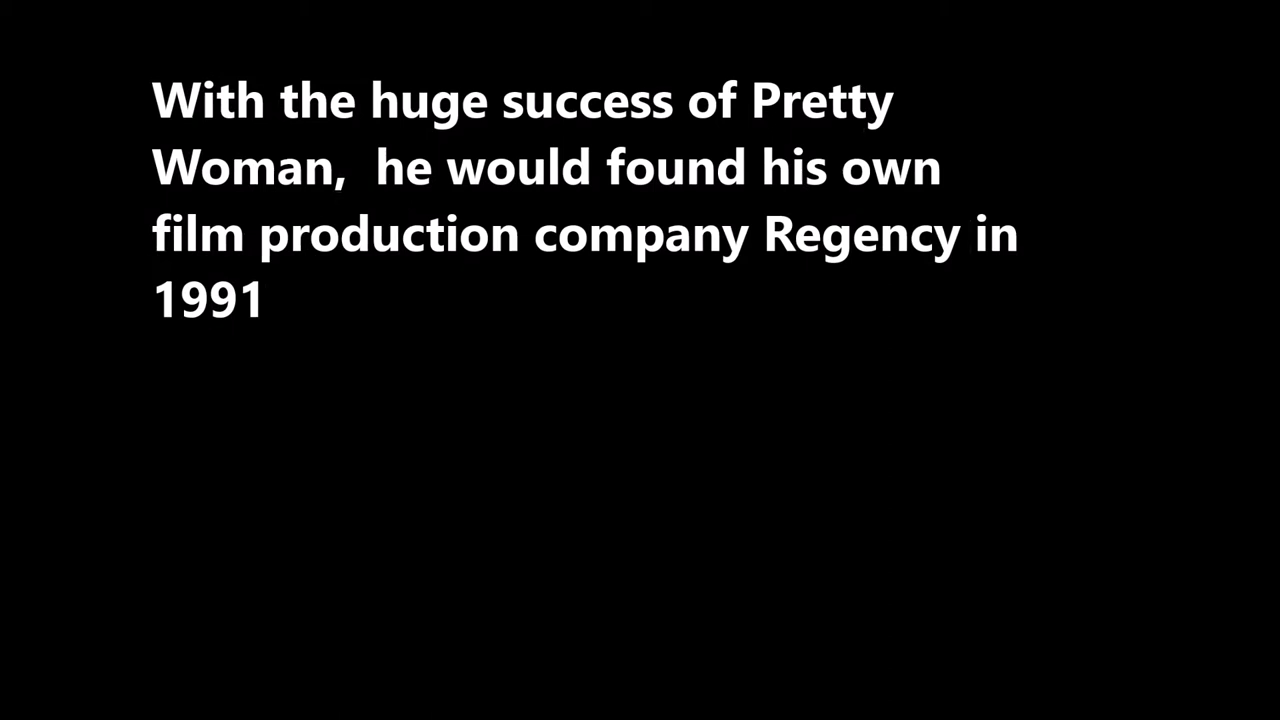 With the huge success of Pretty
Woman,  he would found his own
film production company Regency in
1991